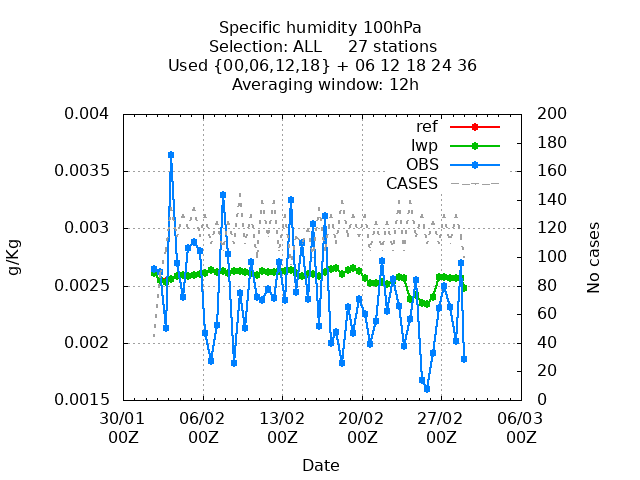 Specific humidity 100hPa
Selection: ALL     27 stations
Used {00,06,12,18} + 06 12 18 24 36
Averaging window: 12h
ref
lwp
OBS
CASES
0.004
0.0035
0.003
0.0025
0.002
0.0015
g/Kg
200
180
160
140
120
100
80
60
40
20
0
No cases
30/01 06/02 13/02 20/02 27/02 06/03
00Z 00Z 00Z 00Z 00Z 00Z
Date